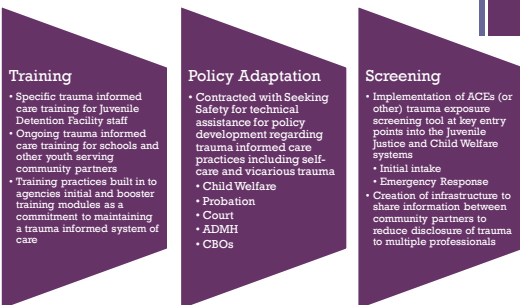 Training
• Specific trauma informed
care training for Juvenile
Detention Facility staff
• Ongoing trauma informed
care training for schools and
other youth serving
community partners
• Training practices built in to
agencies initial and booster
training modules as a
commitment to maintaining
a trauma informed system of
care
Policy Adaptation
• Contracted with Seeking
Safety for technical
assistance for policy
development regarding
trauma informed care
practices including self-
care and vicarious trauma
• Child Welfare
• Probation
• Court
• ADMH
• CBOs
Screening
• Implementation of ACEs (or
other) trauma exposure
screening tool at key entry
points into the Juvenile
Justice and Child Welfare
systems
• Initial intake
• Emergency Response
• Creation of infrastructure to
share information between
community partners to
reduce disclosure of trauma
to multiple professionals